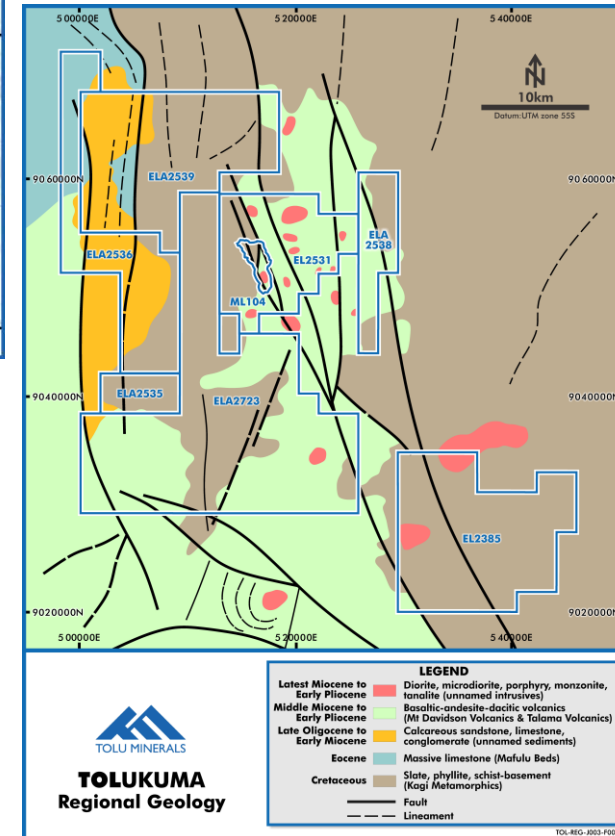 500000E 520000E 540000E
N
10km
Datum:UTM zone 55S
9060000N 9060000N
ELA2539
ELA2536
EL2531
ELA
2538
ML104
9040000N 9040000N
ELA2535
ELA2723
EL2385
9020000N 9020000N
500000E 520000E 540000E
TOLU MINERALS
TOLUKUMA
Regional Geology
LEGEND
Latest Miocene to Early Pliocene Diorite, microdiorite, porphyry, monzonite, tanalite (unnamed intrusives)
Middle Miocene to Early Pliocene Basaltic-andesite-dacitic volcanics (Mt Davidson Volcanics & Talama Volcanics)
Late Oligocene to Early Miocene Calcareous sandstone, limestone, conglomerate (unnamed sediments)
Eocene Massive limestone (Mafulu Beds)
Cretaceous Slate, phyllite, schist-basement (Kagi Metamorphics)
Fault
Lineament